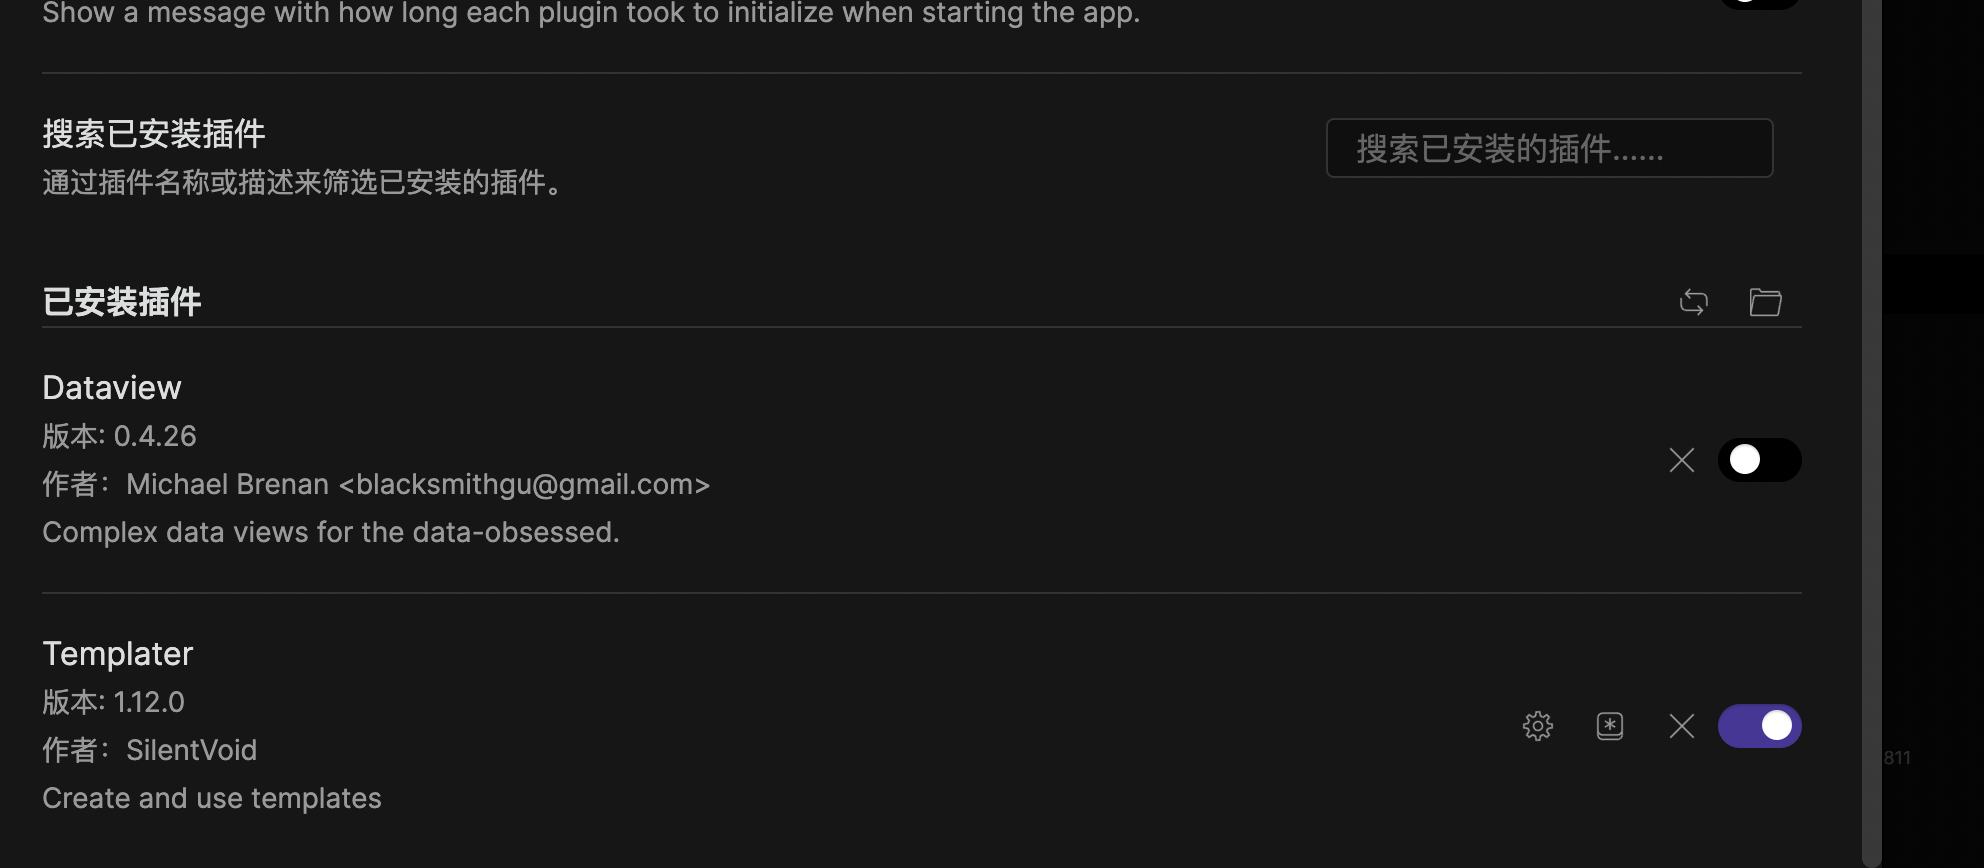 Show a message with how long each plugin took to initialize when starting the app.
搜索已安装插件
通过插件名称或描述来筛选已安装的插件。
搜索已安装的插件......
已安装插件
Dataview
版本: 0.4.26
作者：Michael Brenan <blacksmithgu@gmail.com>
Complex data views for the data-obsessed.
Templater
版本: 1.12.0
作者：SilentVoid
Create and use templates
811